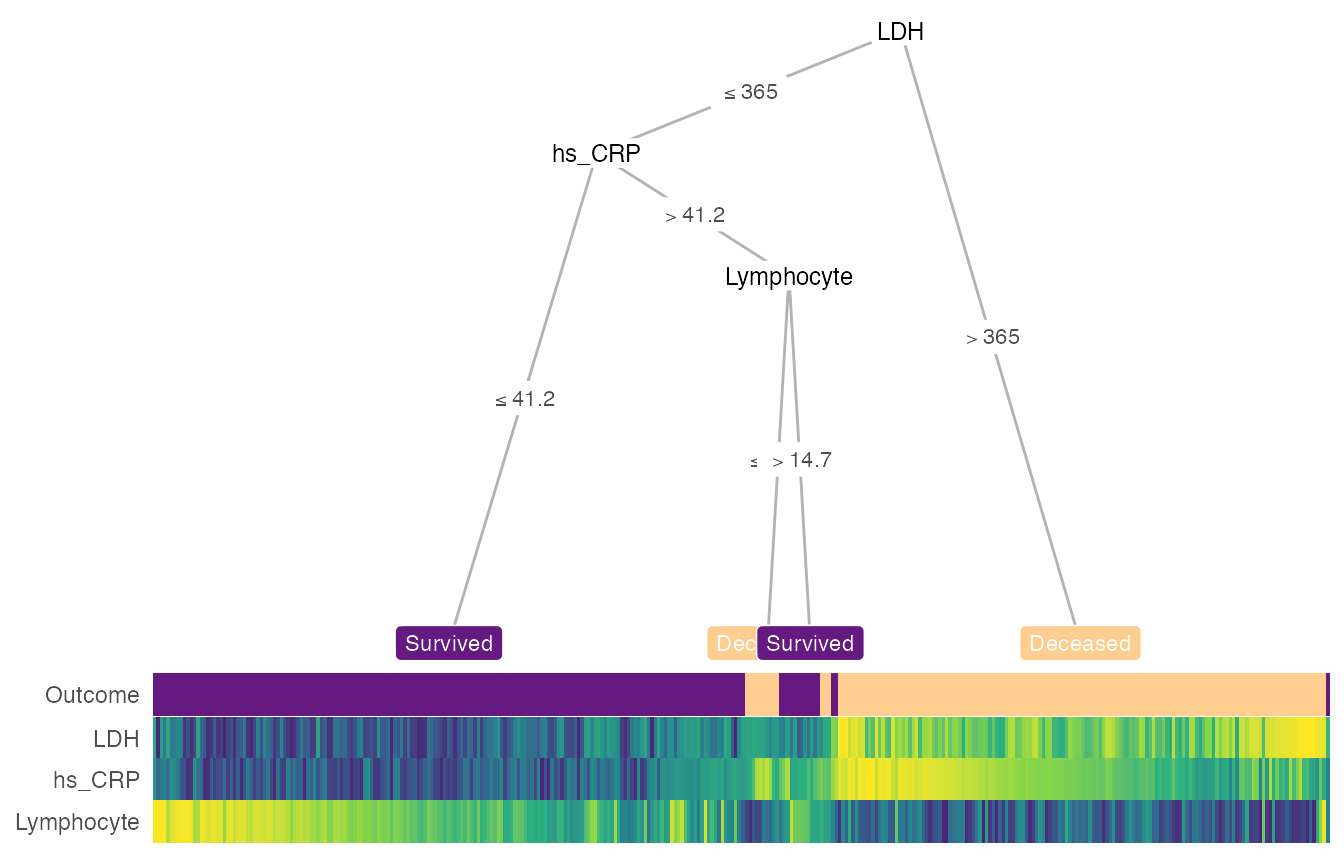 LDH
≤ 365
hs_CRP
> 41.2
Lymphocyte
> 365
≤ 41.2
≤ > 14.7
Survived
Survived
Deceased
Outcome
LDH
hs_CRP
Lymphocyte